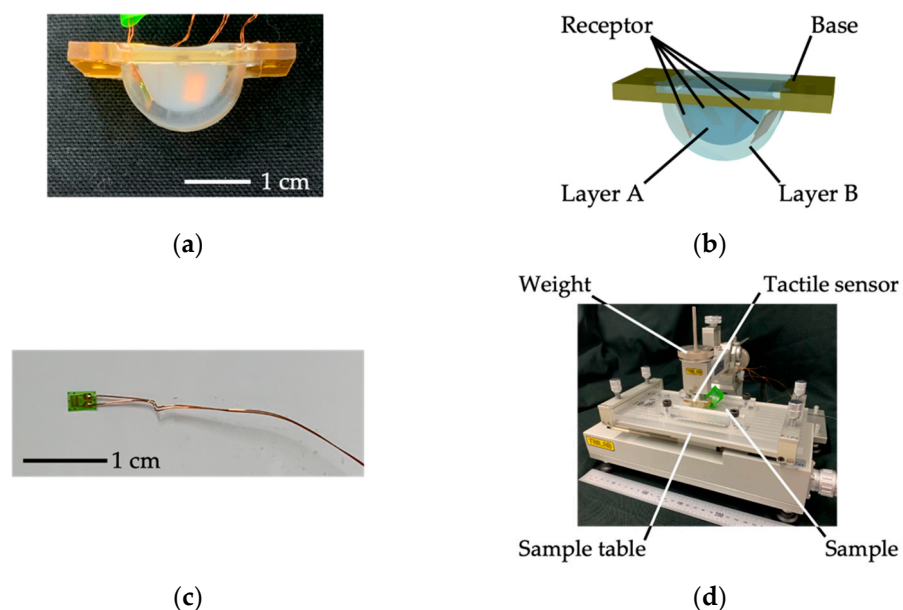 1 cm
(a)
Receptor
Base
Layer A
Layer B
(b)
1 cm
(c)
Weight
Tactile sensor
Sample table
Sample
(d)